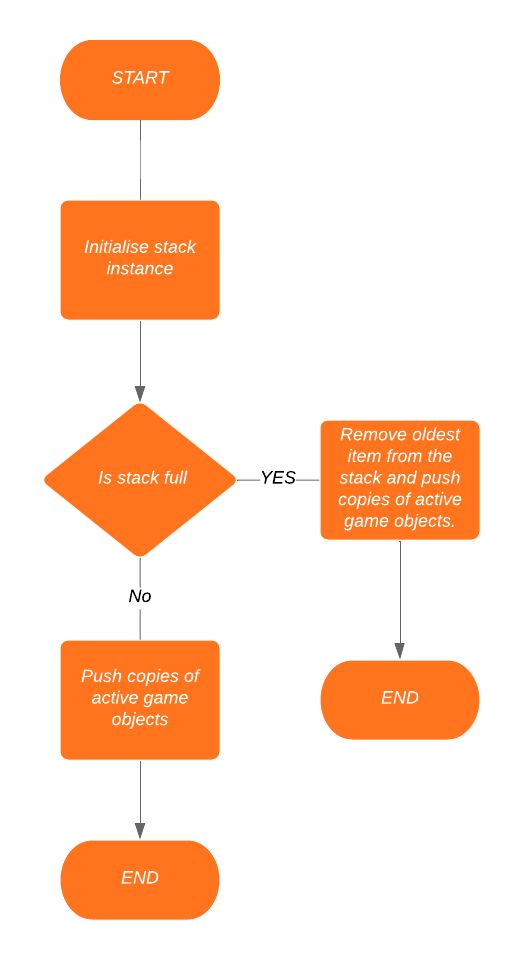 START
Initialise stack
instance
Is stack full
YES
Remove oldest
item from the
stack and push
copies of active
game objects.
No
Push copies of
active game
objects
END
END